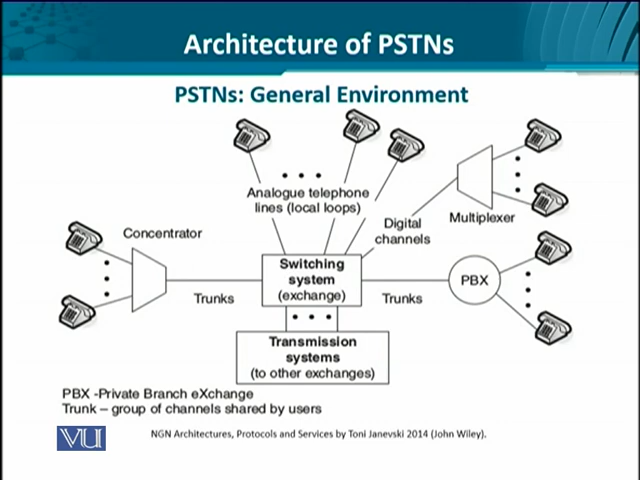 Architecture of PSTNs
PSTNs: General Environment
Analogue telephone
lines (local loops)
Digital
channels
Multiplexer
Concentrator
Switching
system
(exchange)
Trunks
Trunks
PBX
Transmission
systems
(to other exchanges)
PBX -Private Branch eXchange
Trunk – group of channels shared by users
VU
NGN Architectures, Protocols and Services by Toni Janevski 2014 (John Wiley).